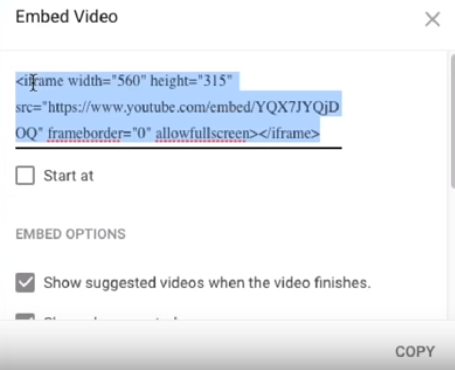 Embed Video
<iframe width="560" height="315"
src="https://www.youtube.com/embed/YQX7JYQjD
OQ" frameborder="0" allowfullscreen></iframe>
Start at
EMBED OPTIONS
Show suggested videos when the video finishes.
COPY